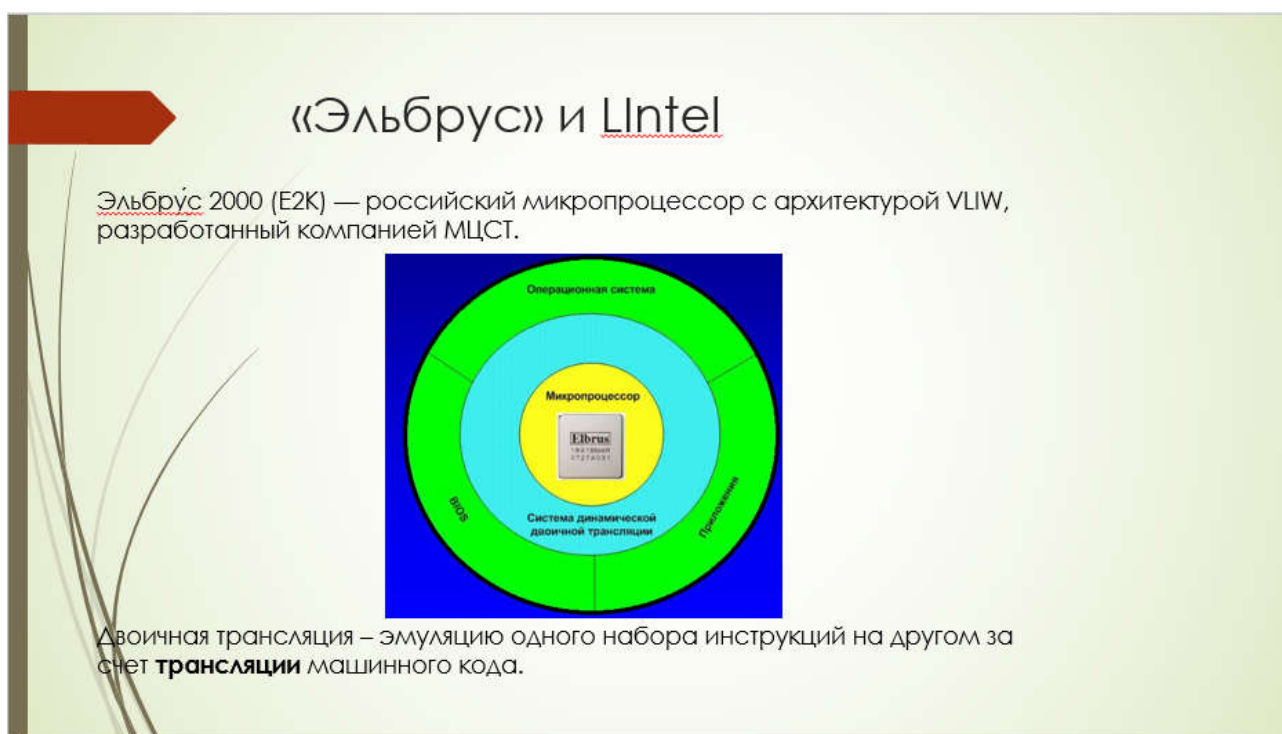 «Эльбрус» и LIntel
Эльбру́с 2000 (E2K) — российский микропроцессор с архитектурой VLIW,
разработанный компанией МЦСТ.
Операционная система
Микропроцессор
Elbrus
BIOS
Приложения
Система динамической
двоичной трансляции
Двоичная трансляция – эмуляцию одного набора инструкций на другом за
счет трансляции машинного кода.